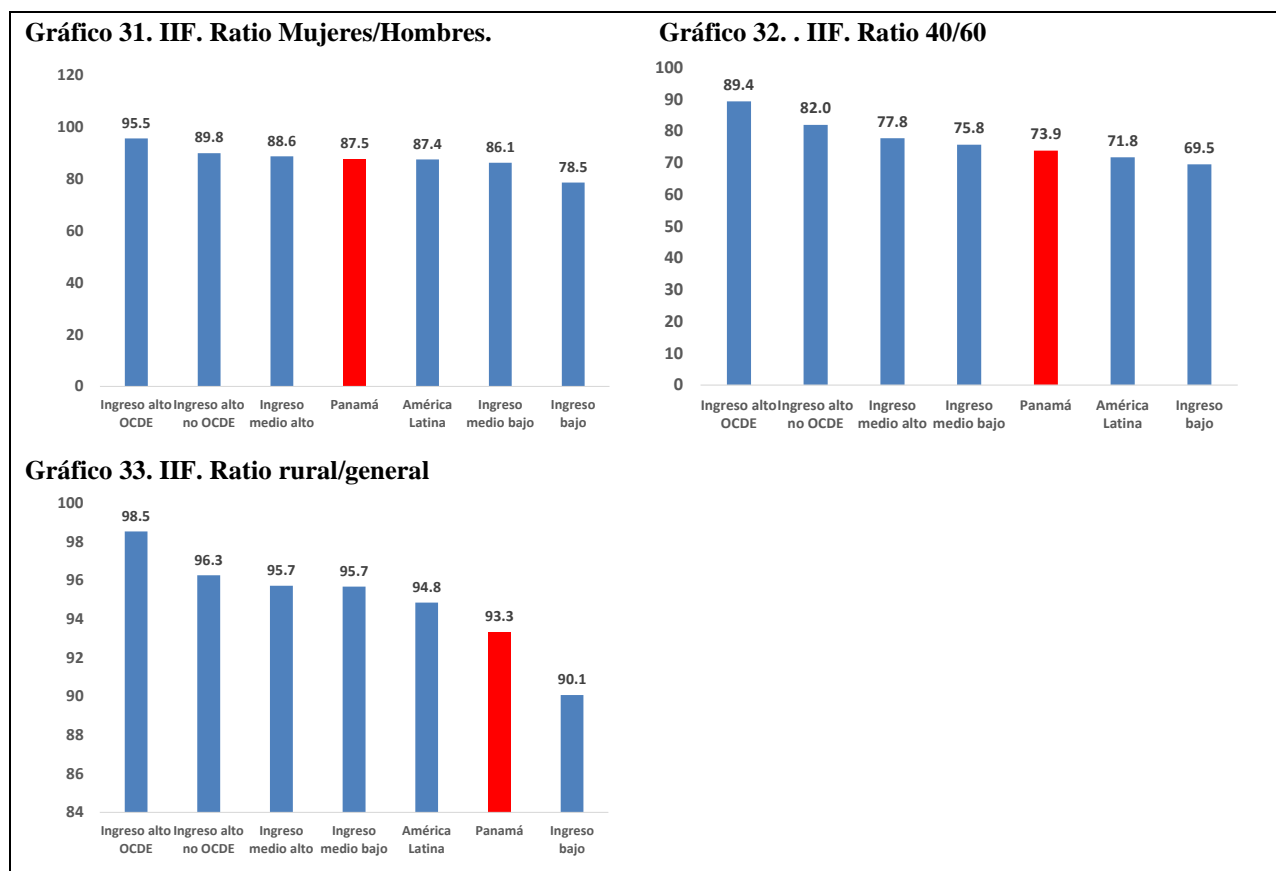 Gráfico 31. IIF. Ratio Mujeres/Hombres.
120
100
80
60
40
20
0
95.5
89.8
88.6
87.5
87.4
86.1
78.5
Ingreso alto OCDE
Ingreso alto no OCDE
Ingreso medio alto
Panamá
América Latina
Ingreso medio bajo
Ingreso bajo
Gráfico 32. . IIF. Ratio 40/60
100
90
80
70
60
50
40
30
20
10
0
89.4
82.0
77.8
75.8
73.9
71.8
69.5
Ingreso alto OCDE
Ingreso alto no OCDE
Ingreso medio alto
Ingreso medio bajo
Panamá
América Latina
Ingreso bajo
Gráfico 33. IIF. Ratio rural/general
100
98
96
94
92
90
88
86
84
98.5
96.3
95.7
95.7
94.8
93.3
90.1
Ingreso alto OCDE
Ingreso alto no OCDE
Ingreso medio alto
Ingreso medio bajo
América Latina
Panamá
Ingreso bajo